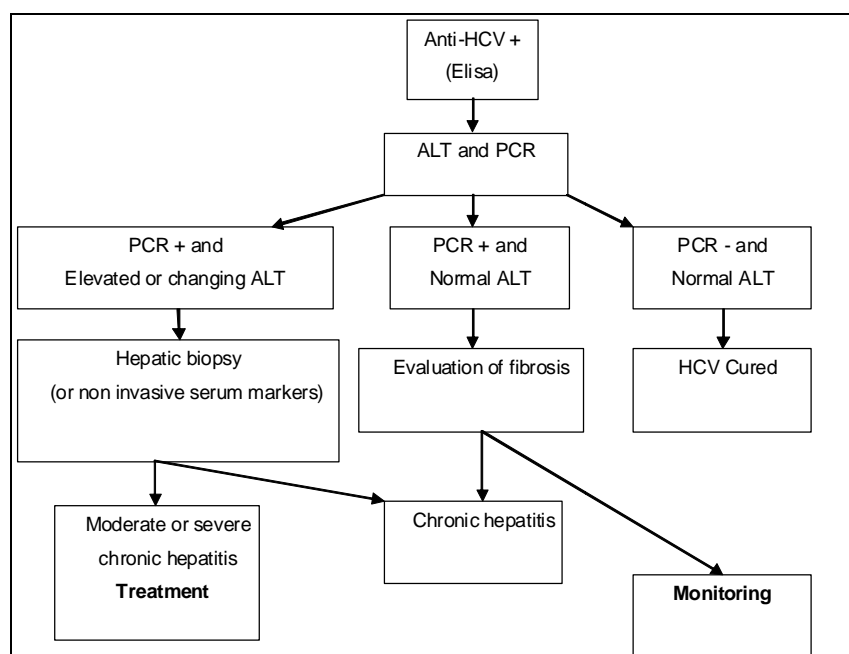 Anti-HCV +
(Elisa)
ALT and PCR
PCR + and
Elevated or changing ALT
PCR + and
Normal ALT
PCR - and
Normal ALT
Hepatic biopsy
(or non invasive serum markers)
Evaluation of fibrosis
HCV Cured
Moderate or severe
chronic hepatitis
Treatment
Chronic hepatitis
Monitoring